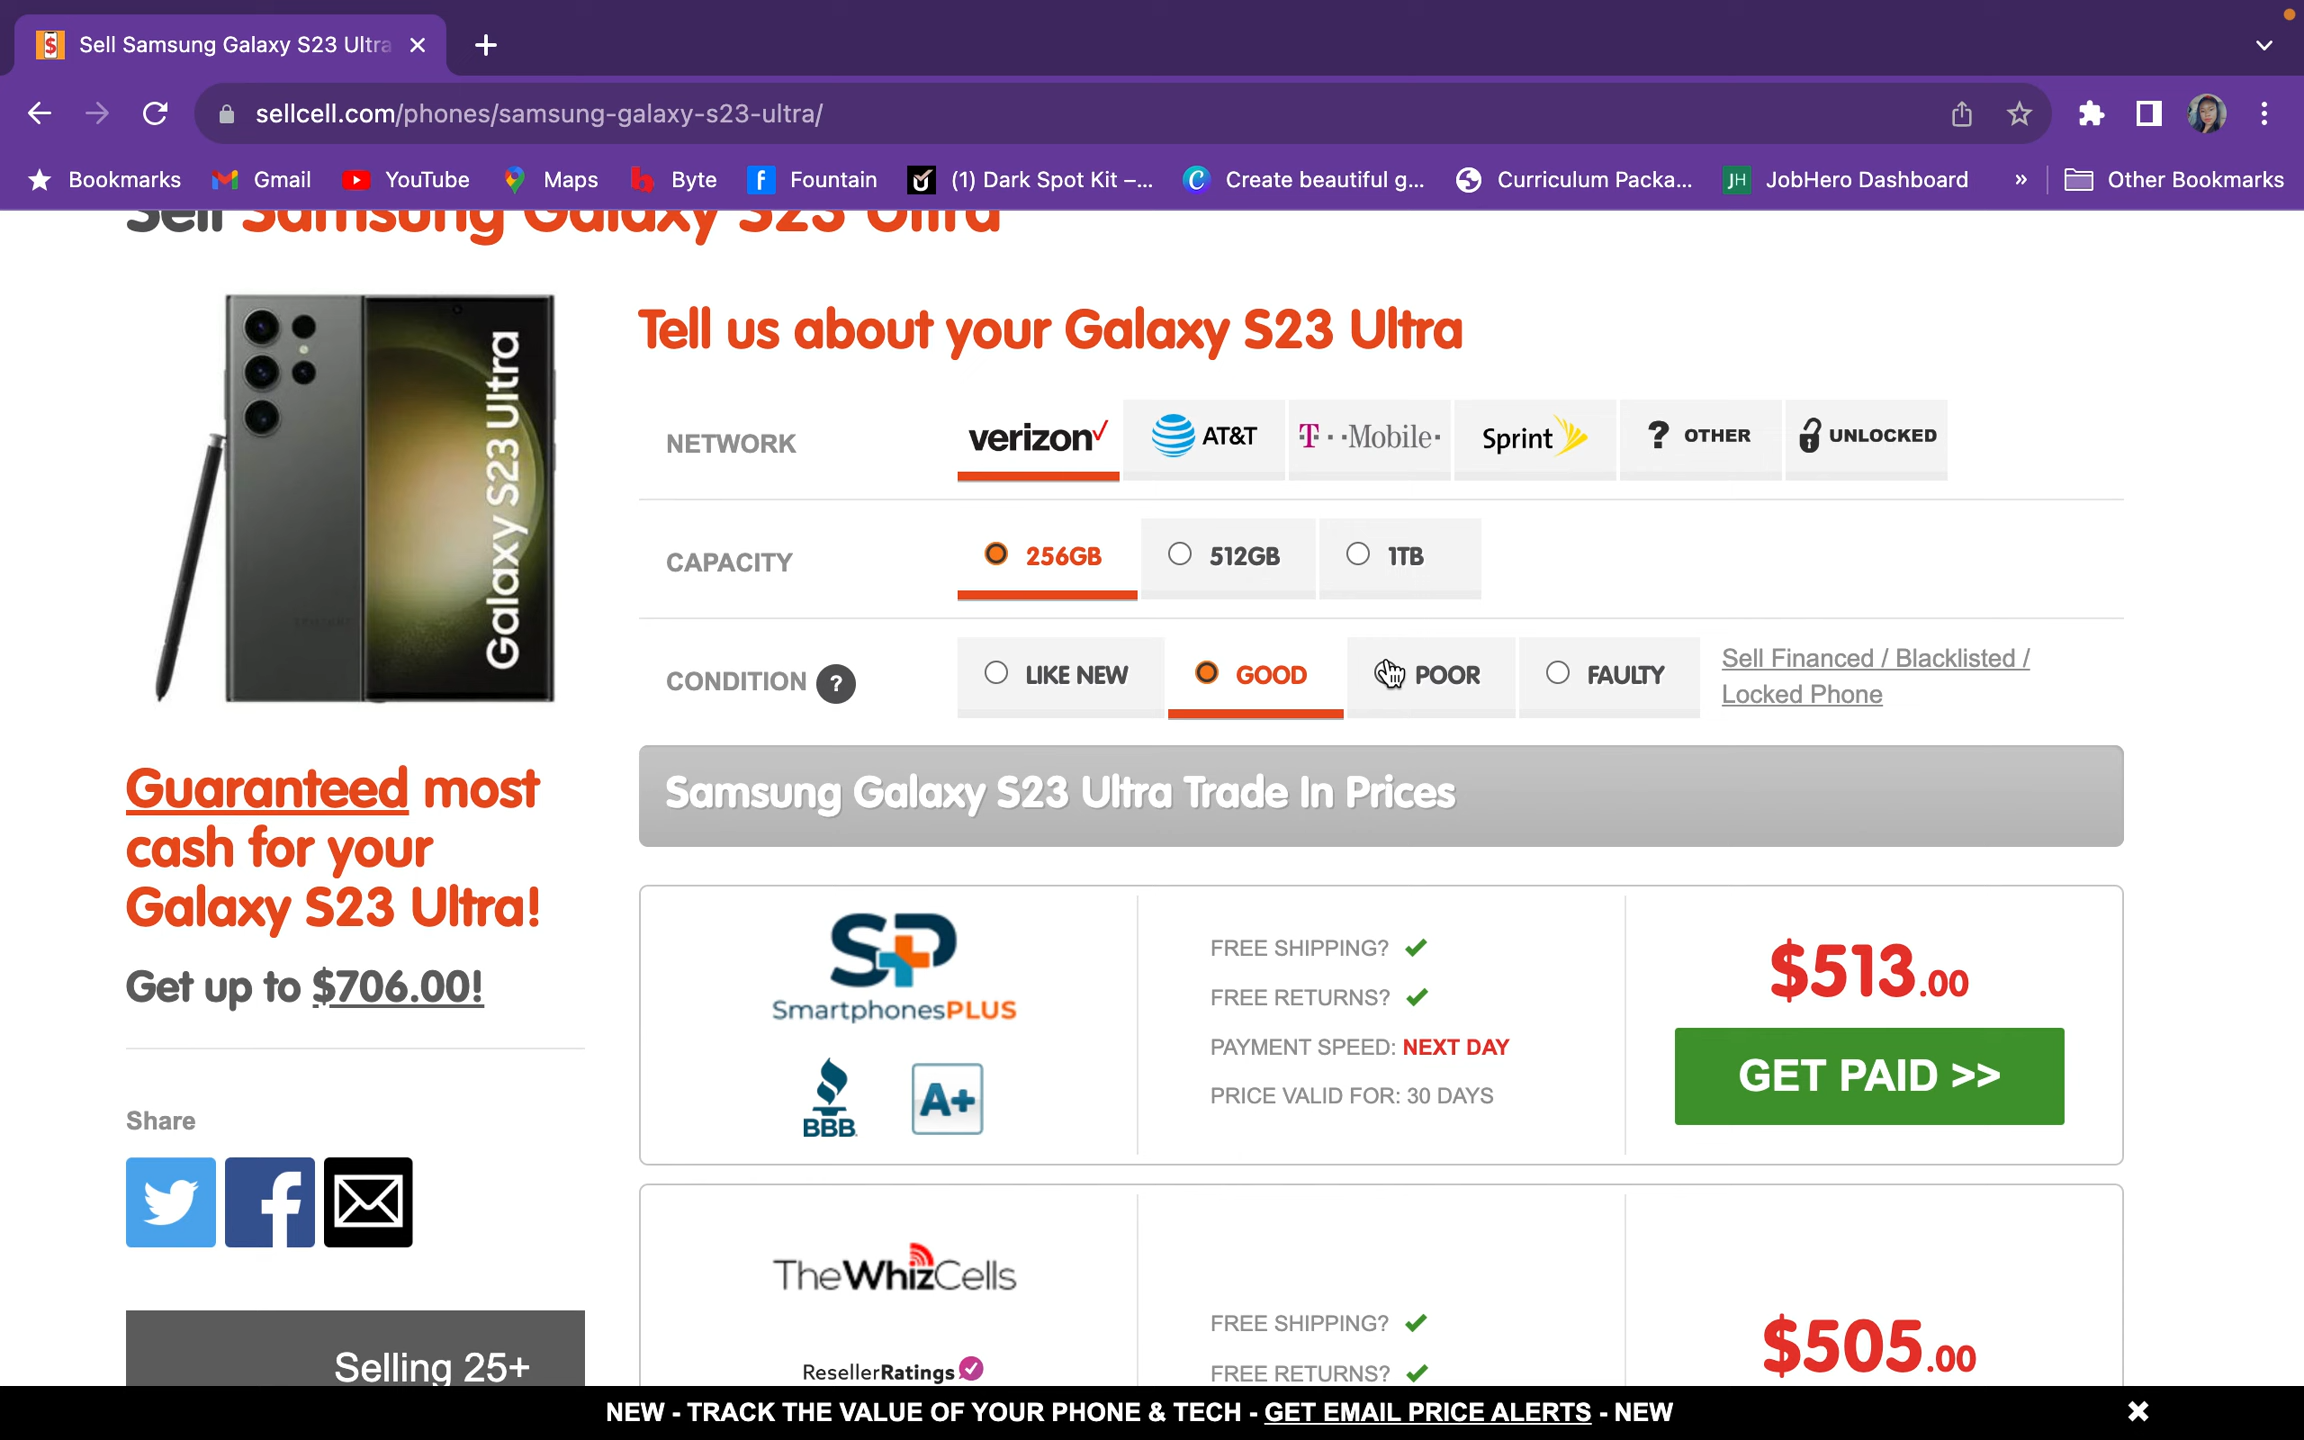 Sell Samsung Galaxy S23 Ultra
sellcell.com/phones/samsung-galaxy-s23-ultra/
Bookmarks Gmail YouTube Maps Byte Fountain (1) Dark Spot Kit –... Create beautiful g... Curriculum Packa... JH JobHero Dashboard » Other Bookmarks
Sell Samsung Galaxy S23 Ultra
Galaxy S23 Ultra
Tell us about your Galaxy S23 Ultra
NETWORK verizon AT&T T··Mobile· Sprint ? OTHER UNLOCKED
CAPACITY 256GB 512GB 1TB
CONDITION ? LIKE NEW GOOD POOR FAULTY Sell Financed / Blacklisted /
Locked Phone
Guaranteed most
cash for your
Galaxy S23 Ultra!
Get up to $706.00!
Share
Selling 25+
Samsung Galaxy S23 Ultra Trade In Prices
SP
SmartphonesPLUS
BBB. A+
FREE SHIPPING?
FREE RETURNS?
PAYMENT SPEED: NEXT DAY
PRICE VALID FOR: 30 DAYS
$513.00
GET PAID >>
TheWhizCells
ResellerRatings
FREE SHIPPING?
FREE RETURNS?
$505.00
NEW - TRACK THE VALUE OF YOUR PHONE & TECH - GET EMAIL PRICE ALERTS - NEW